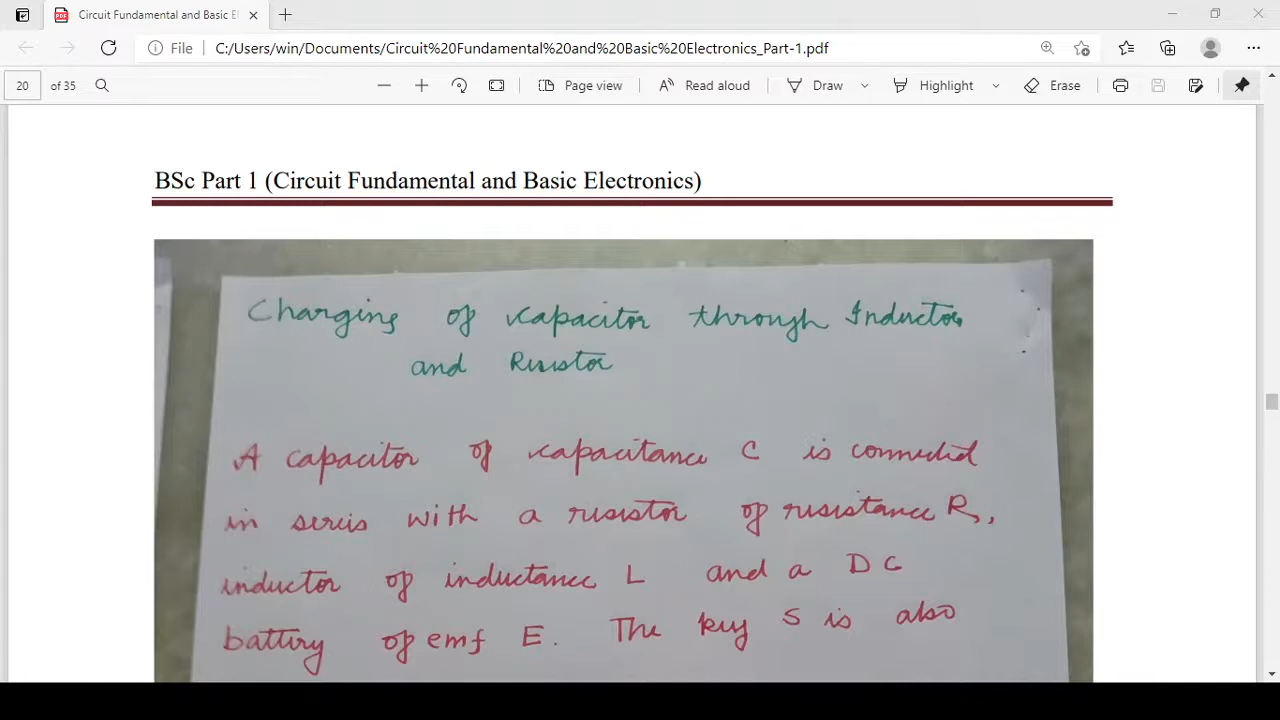 Circuit Fundamental and Basic El
File
C:/Users/win/Documents/Circuit%20Fundamental%20and%20Basic%20Electronics_Part-1.pdf
20 of 35
Page view
Read aloud
Draw
Highlight
Erase
BSc Part 1 (Circuit Fundamental and Basic Electronics)
Charging of capacitor through Inductor
and Resistor
A capacitor of capacitance C is connected
in seris with a resistor of resistance R,
inductor of inductance L and a DC
battery of emf E. The key S is also